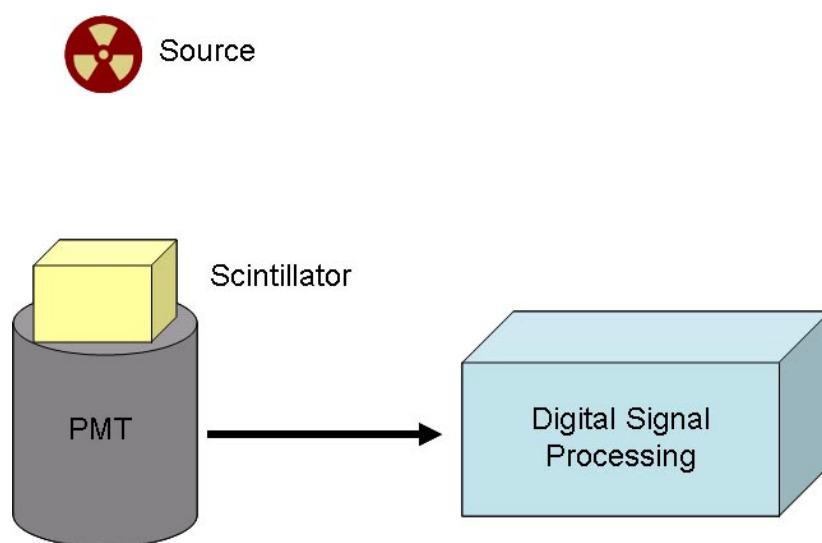 Source
Scintillator
PMT
Digital Signal
Processing